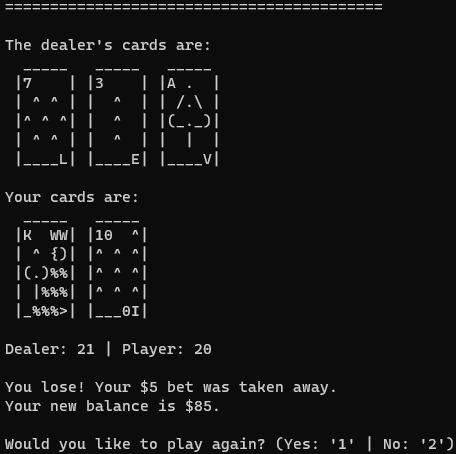 ==========================================
The dealer's cards are:
  _____   _____   _____
 |7    | |3    | |A .  |
 | ^ ^ | |  ^  | | /.\ |
 |^ ^ ^| |  ^  | |(_._)|
 | ^ ^ | |  ^  | |  |  |
 |____L| |____E| |____V|
Your cards are:
  _____   _____
 |K  WW| |10  ^|
 | ^ {)| |^ ^ ^|
 |(.)%%| |^ ^ ^|
 | |%%%| |^ ^ ^|
 |_%%%>| |___0I|
Dealer: 21 | Player: 20
You lose! Your $5 bet was taken away.
Your new balance is $85.
Would you like to play again? (Yes: '1' | No: '2')